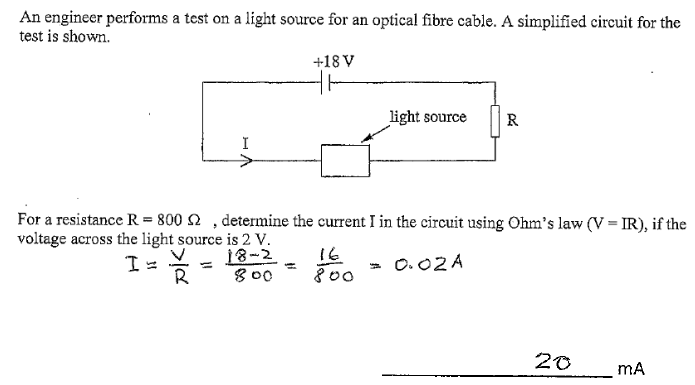 An engineer performs a test on a light source for an optical fibre cable. A simplified circuit for the
test is shown.
+18 V
light source
R
I
For a resistance R = 800 Ω , determine the current I in the circuit using Ohm's law (V = IR), if the
voltage across the light source is 2 V.
I = V/R = 18-2/800 = 16/800 = 0.02A
20 mA